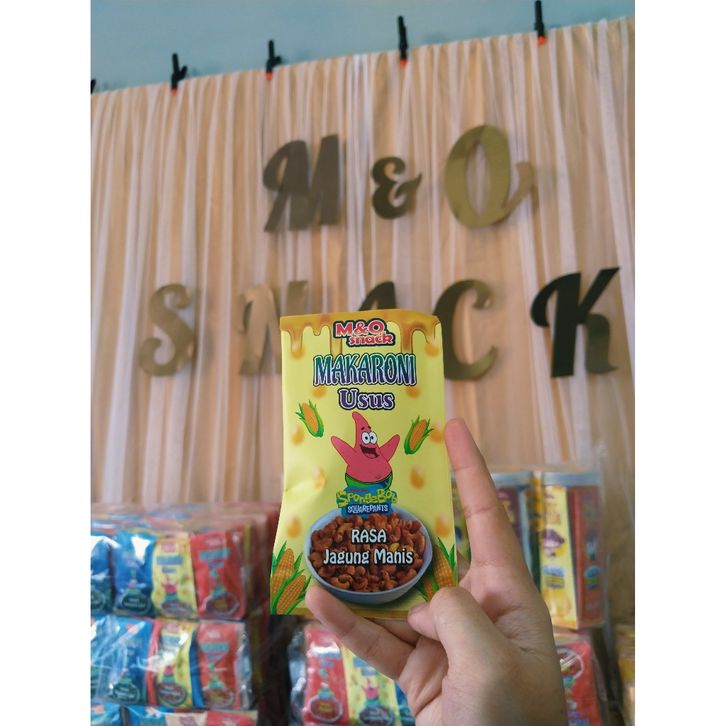 M&Q
SNACK
M&Q
snack
MAKARONI
Usus
SpongeBob
SQUAREPANTS
RASA
Jagung Manis